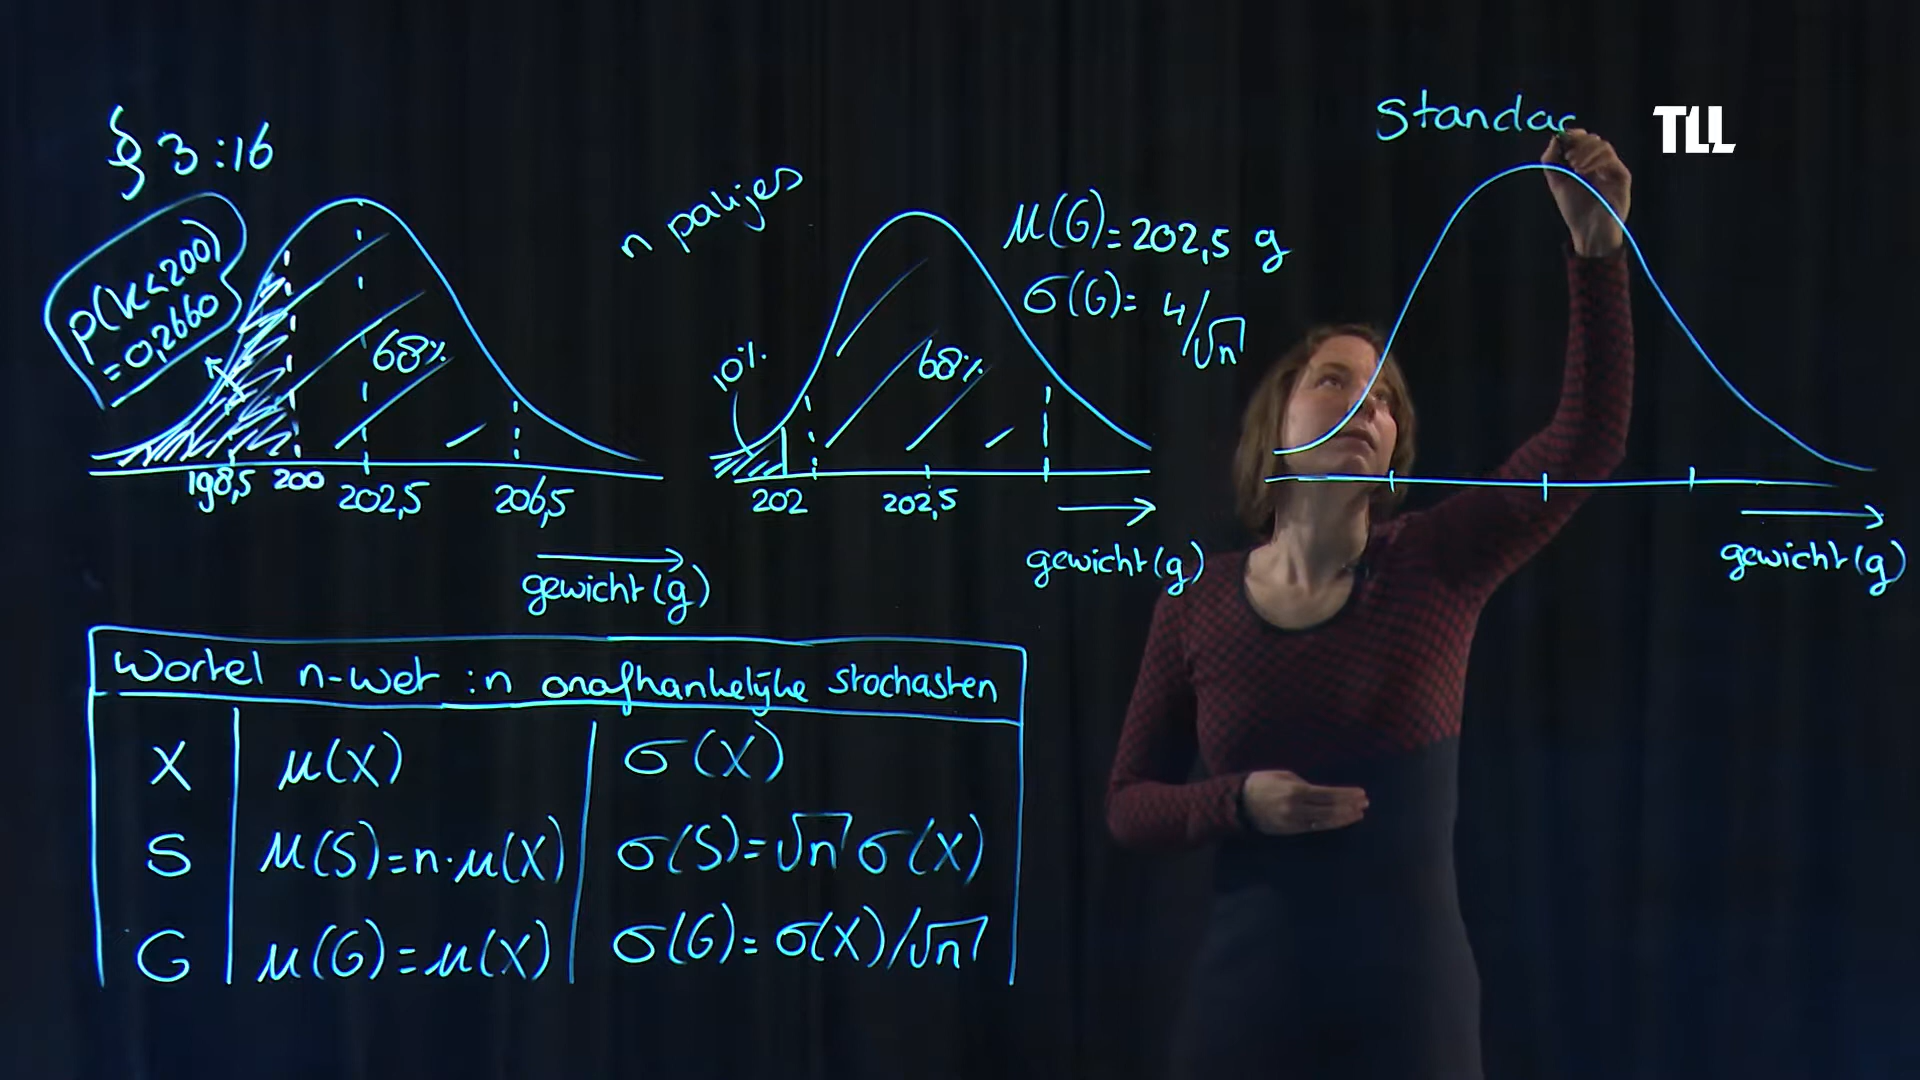 § 3:16
p(k<200)
=0,2660
68%
198,5 200 202,5 206,5
gewicht(g)
n pakjes
μ(G)=202,5 g
σ(G)= 4/√n
10%
68%
202 202,5
gewicht(g)
Standa
TLL
gewicht(g)
Wortel n-wet :n onafhankelijke stochasten
X μ(X) σ(X)
S μ(S)=n·μ(X) σ(S)=√n σ(X)
G μ(G)=μ(X) σ(G)=σ(X)/√n